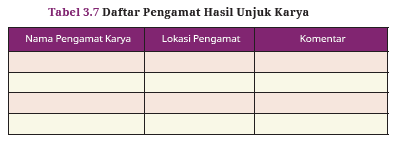 Tabel 3.7 Daftar Pengamat Hasil Unjuk Karya
Nama Pengamat Karya Lokasi Pengamat Komentar